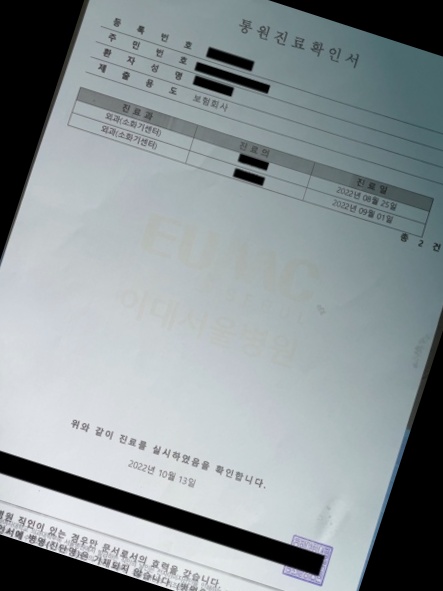 통원진료확인서
등 록 번 호
주 민 번 호
환 자 성 명
제 출 용 도 보험회사
진 료 과 진 료 의 진 료 일
외과(소화기센터) 2022년 08월 25일
외과(소화기센터) 2022년 09월 01일
총 2 건
EUMC
SEOUL
이대서울병원
위와 같이 진료를 실시하였음을 확인합니다.
2022년 10월 13일
병원 직인이 있는 경우만 문서로서의 효력을 갖습니다.
병명(진단명)은 기재되지 않습니다.